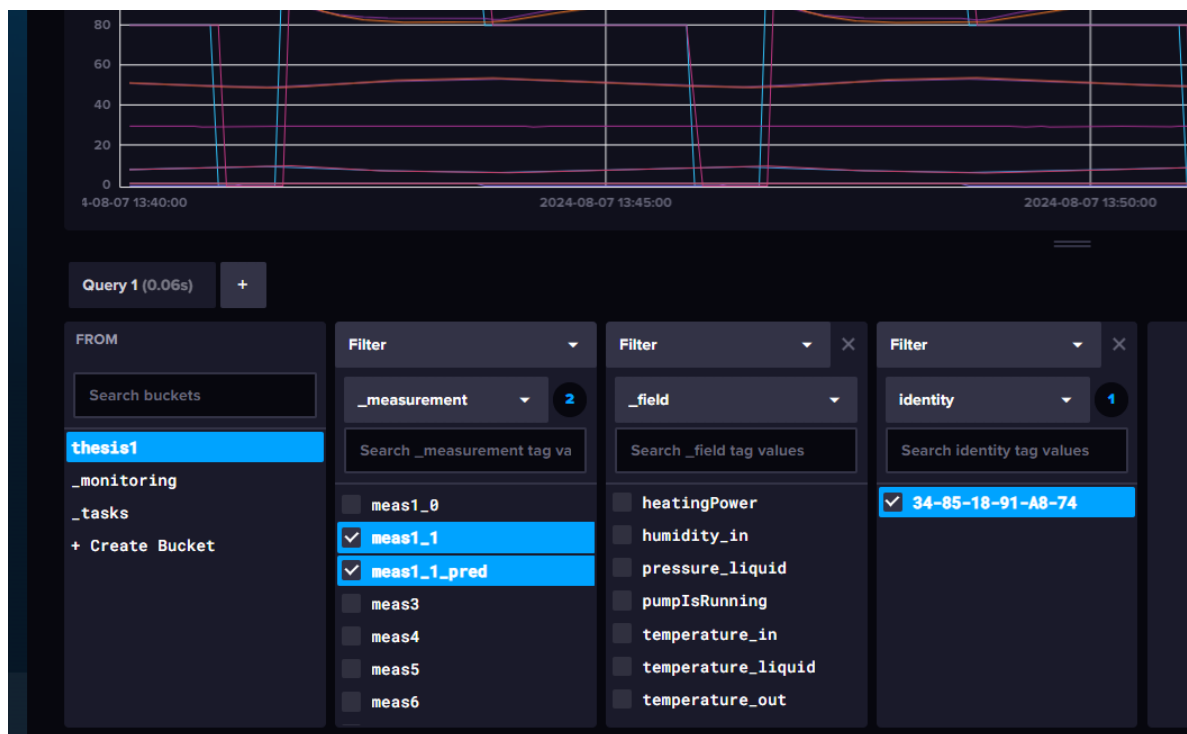 80
60
40
20
0
4-08-07 13:40:00
2024-08-07 13:45:00
2024-08-07 13:50:00
Query 1 (0.06s)
+
FROM
Search buckets
thesis1
_monitoring
_tasks
+ Create Bucket
Filter
_measurement
2
Search _measurement tag va
meas1_0
meas1_1
meas1_1_pred
meas3
meas4
meas5
meas6
Filter
_field
Search _field tag values
heatingPower
humidity_in
pressure_liquid
pumpIsRunning
temperature_in
temperature_liquid
temperature_out
Filter
identity
1
Search identity tag values
34-85-18-91-A8-74